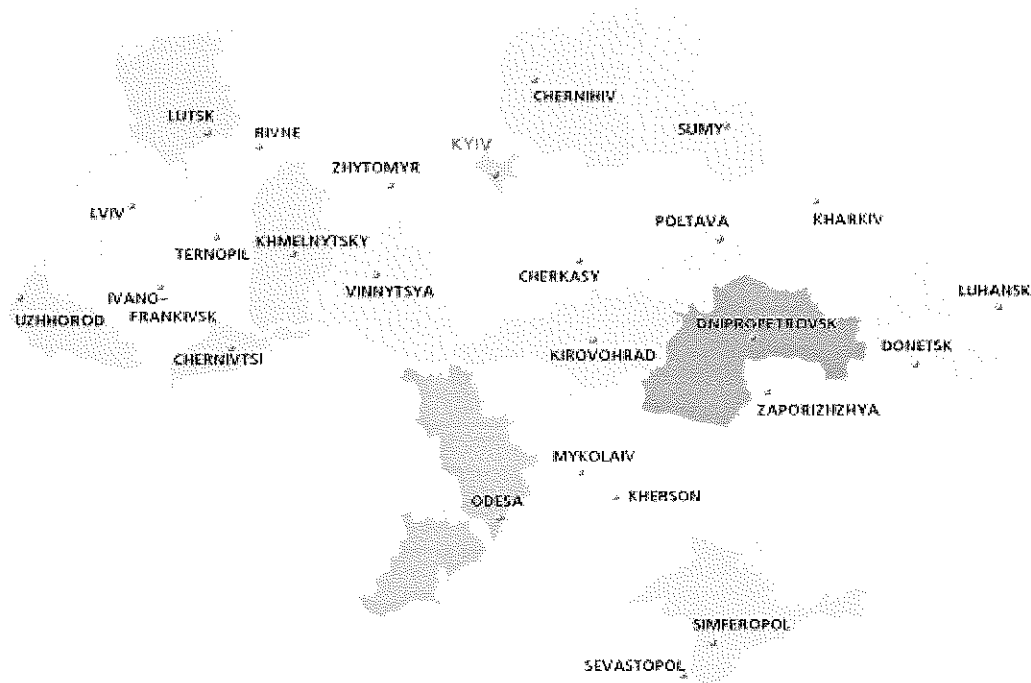 CHERNIHIV
LUTSK
SUMY
RIVNE
KYIV
ZHYTOMYR
LVIV
KHARKIV
POLTAVA
KHMELNYTSKY
TERNOPIL
CHERKASY
VINNYTSYA
LUHANSK
IVANO-
FRANKIVSK
UZHHOROD
DNIPROPETROVSK
DONETSK
KIROVOHRAD
CHERNIVTSI
ZAPORIZHZHYA
MYKOLAIV
KHERSON
ODESA
SIMFEROPOL
SEVASTOPOL